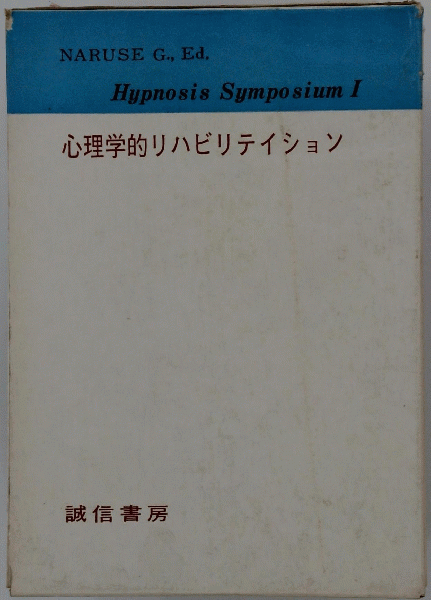 NARUSE G., Ed.
Hypnosis Symposium I
心理学的リハビリテイション
誠信書房